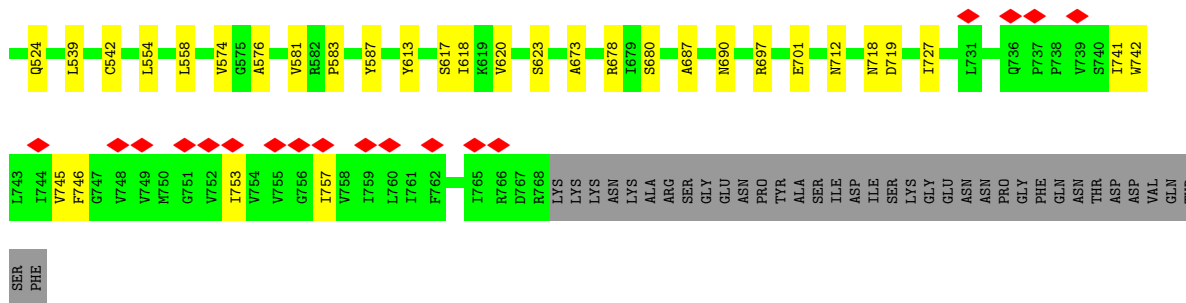 Q524 L539 C542 L554 L558 V574 G575 A576 V581 R582 P583 Y587 Y613 S617 I618 K619 V620 S623 A673 R678 I679 S680 A687 N690 R697 E701 N712 N718 D719 I727 L731 Q736 P737 P738 V739 S740 I741 W742
L743 I744 V745 F746 G747 V748 V749 M750 G751 V752 I753 V754 V755 G756 I757 V758 I759 L760 I761 F762 I765 R766 D767 R768 LYS LYS LYS ASN LYS ALA ARG SER GLY GLU ASN PRO TYR ALA SER ILE ASP ILE SER LYS GLY GLU ASN ASN PRO GLY PHE GLN ASN THR ASP ASP VAL GLN
SER PHE